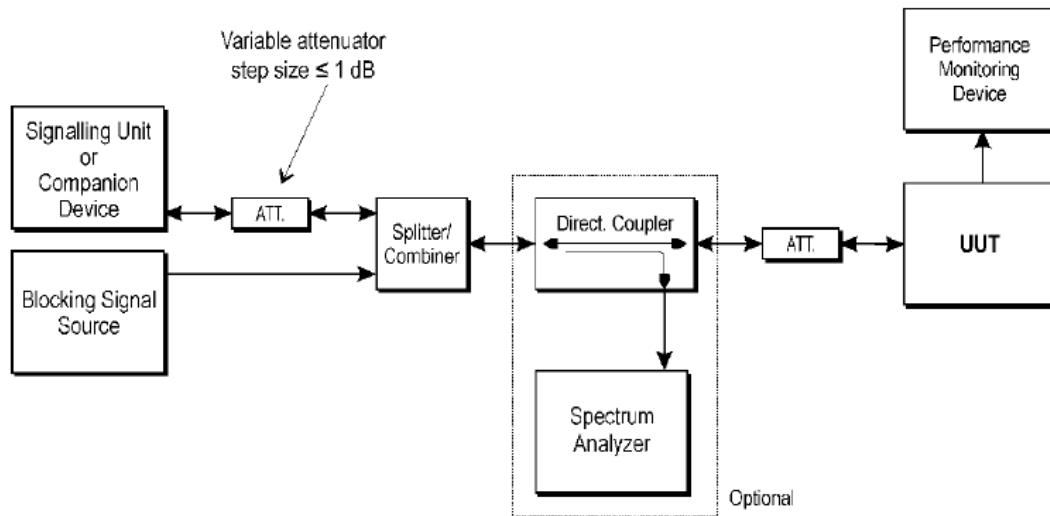 Variable attenuator
step size ≤ 1 dB
Signalling Unit
or
Companion
Device
ATT.
Splitter/
Combiner
Blocking Signal
Source
Direct. Coupler
Spectrum
Analyzer
Optional
ATT.
Performance
Monitoring
Device
UUT